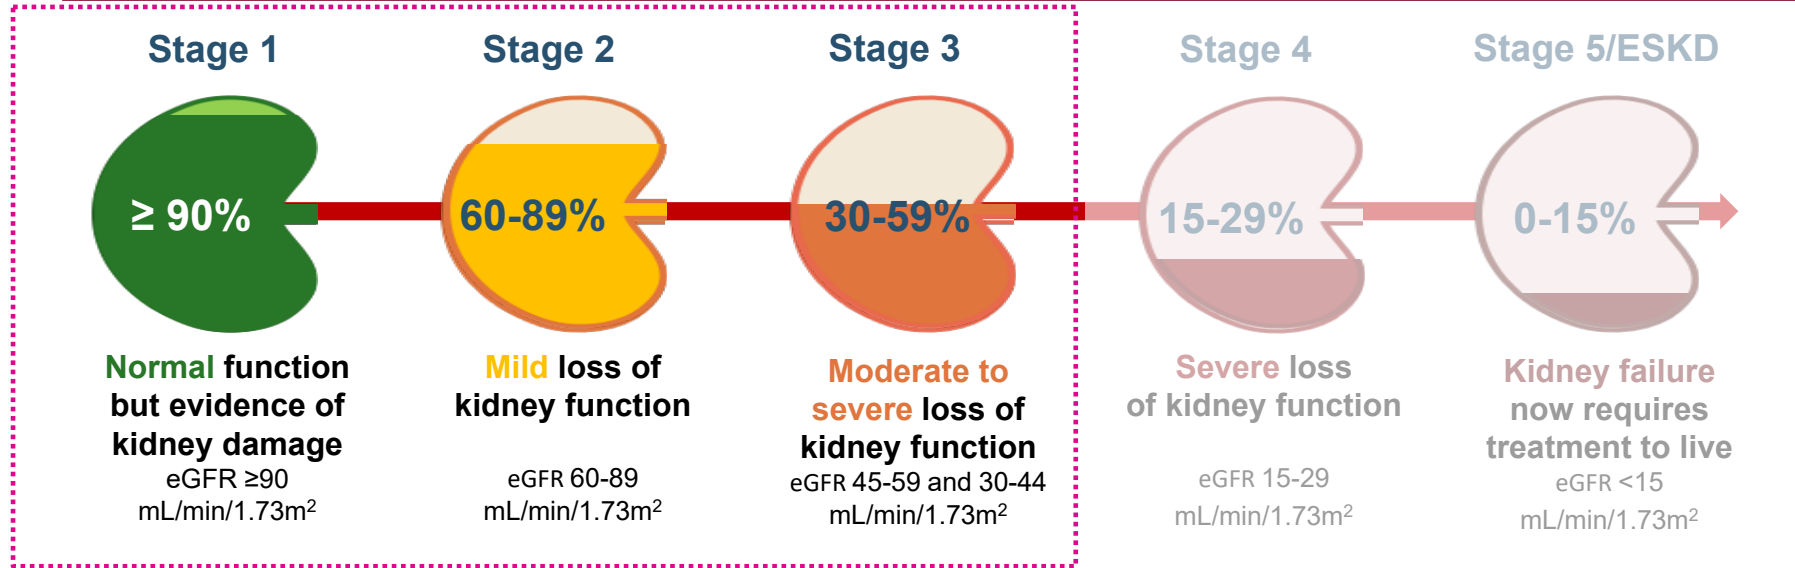 Stage 1
≥ 90%
Normal function
but evidence of
kidney damage
eGFR ≥90
mL/min/1.73m²
Stage 2
60-89%
Mild loss of
kidney function
eGFR 60-89
mL/min/1.73m²
Stage 3
30-59%
Moderate to
severe loss of
kidney function
eGFR 45-59 and 30-44
mL/min/1.73m²
Stage 4
15-29%
Severe loss
of kidney function
eGFR 15-29
mL/min/1.73m²
Stage 5/ESKD
0-15%
Kidney failure
now requires
treatment to live
eGFR <15
mL/min/1.73m²